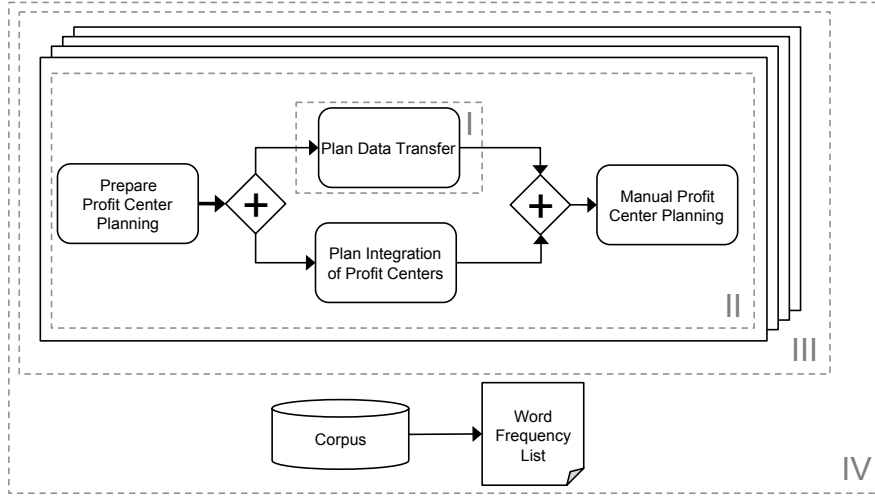 I
Plan Data Transfer
Prepare
Profit Center
Planning
Manual Profit
Center Planning
Plan Integration
of Profit Centers
II
III
Corpus
Word
Frequency
List
IV